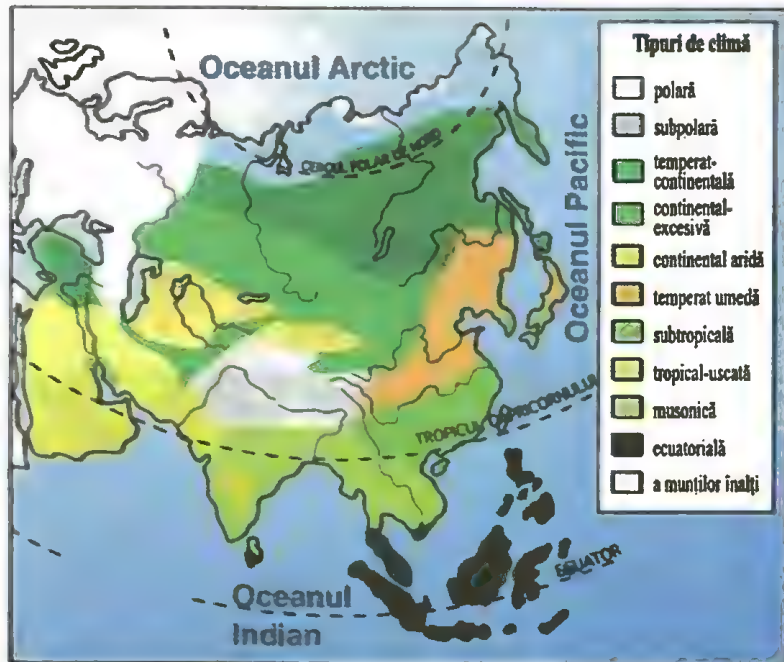 Oceanul Arctic
CERCUL POLAR DE NORD
Oceanul Pacific
TROPICUL CAPRICORNULUI
ECUATOR
Oceanul
Indian
Tipuri de climă
polară
subpolară
temperat-
continentală
continental-
excesivă
continental aridă
temperat umedă
subtropicală
tropical-uscată
musonică
ecuatorială
a munților înalți